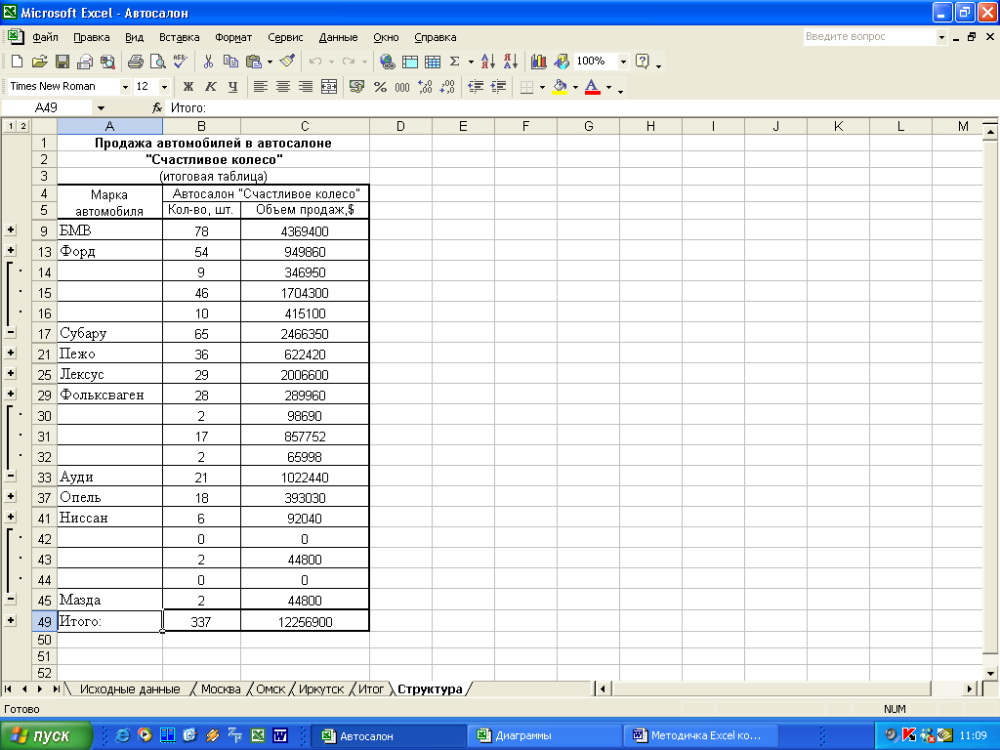 Microsoft Excel - Автосалон
Файл Правка Вид Вставка Формат Сервис Данные Окно Справка Введите вопрос
100%
Times New Roman 12 Ж К Ч % 000
A49 fx Итого:
1 2 A B C D E F G H I J K L M
1 Продажа автомобилей в автосалоне
2 "Счастливое колесо"
3 (итоговая таблица)
4 Марка Автосалон "Счастливое колесо"
5 автомобиля Кол-во, шт. Объем продаж,$
9 БМВ 78 4369400
13 Форд 54 949860
14 9 346950
15 46 1704300
16 10 415100
17 Субару 65 2466350
21 Пежо 36 622420
25 Лексус 29 2006600
29 Фольксваген 28 289960
30 2 98690
31 17 857752
32 2 65998
33 Ауди 21 1022440
37 Опель 18 393030
41 Ниссан 6 92040
42 0 0
43 2 44800
44 0 0
45 Мазда 2 44800
49 Итого: 337 12256900
50
51
52
Исходные данные Москва Омск Иркутск Итог Структура
Готово NUM
пуск Автосалон Диаграммы Методичка Excel ко... 11:09